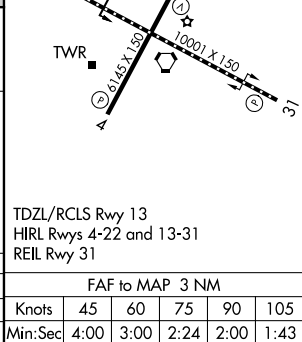 V
TWR
6145 X 150
10001 X 150
P
P
4
31
TDZL/RCLS Rwy 13
HIRL Rwys 4-22 and 13-31
REIL Rwy 31
FAF to MAP 3 NM
Knots 45 60 75 90 105
Min:Sec 4:00 3:00 2:24 2:00 1:43